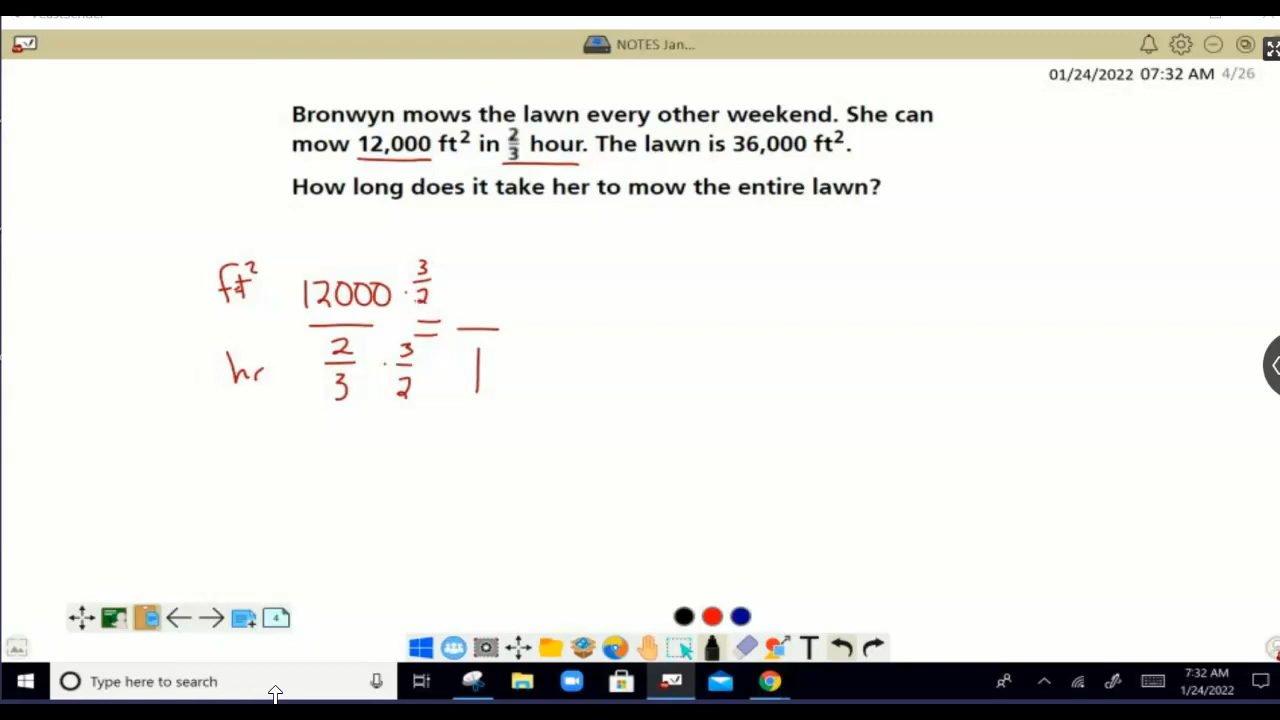 NOTES Jan...
01/24/2022 07:32 AM 4/26
Bronwyn mows the lawn every other weekend. She can
mow 12,000 ft² in 2/3 hour. The lawn is 36,000 ft².
How long does it take her to mow the entire lawn?
ft² 12000 · 3/2
=
hr 2/3 · 3/2 1
4
T
Type here to search
7:32 AM
1/24/2022